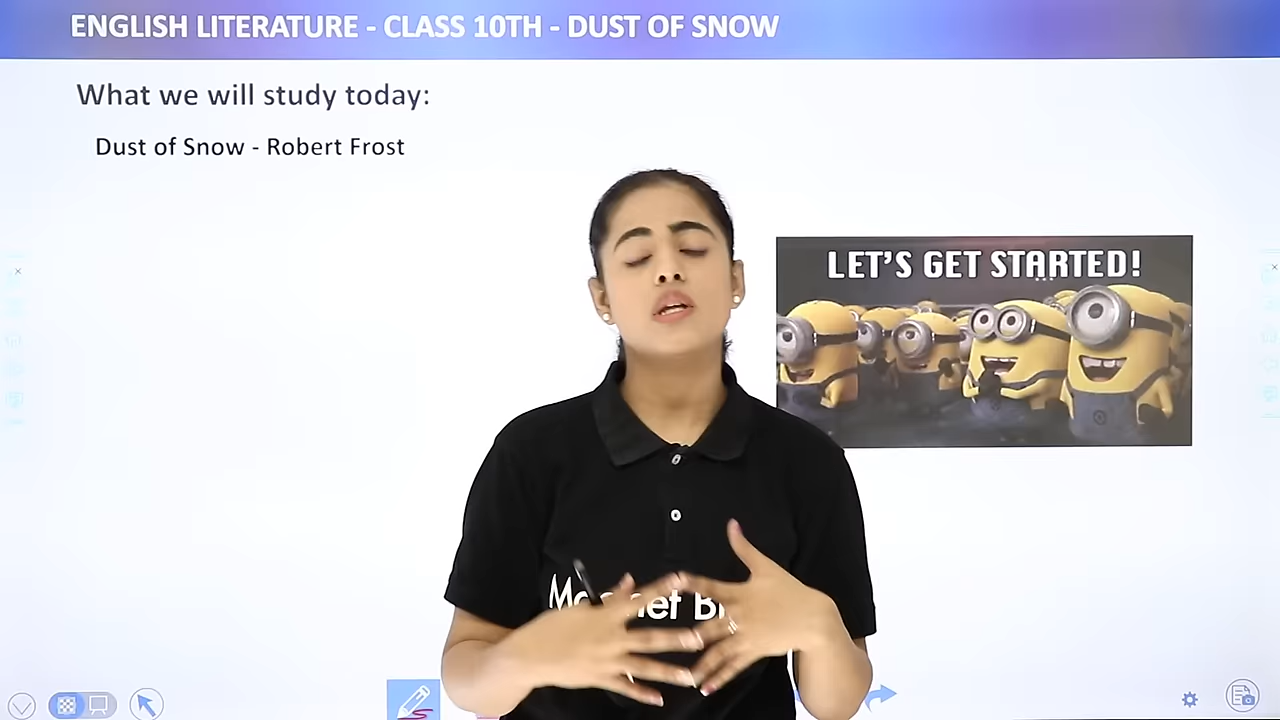 ENGLISH LITERATURE - CLASS 10TH - DUST OF SNOW
What we will study today:
Dust of Snow - Robert Frost
LET'S GET STARTED!